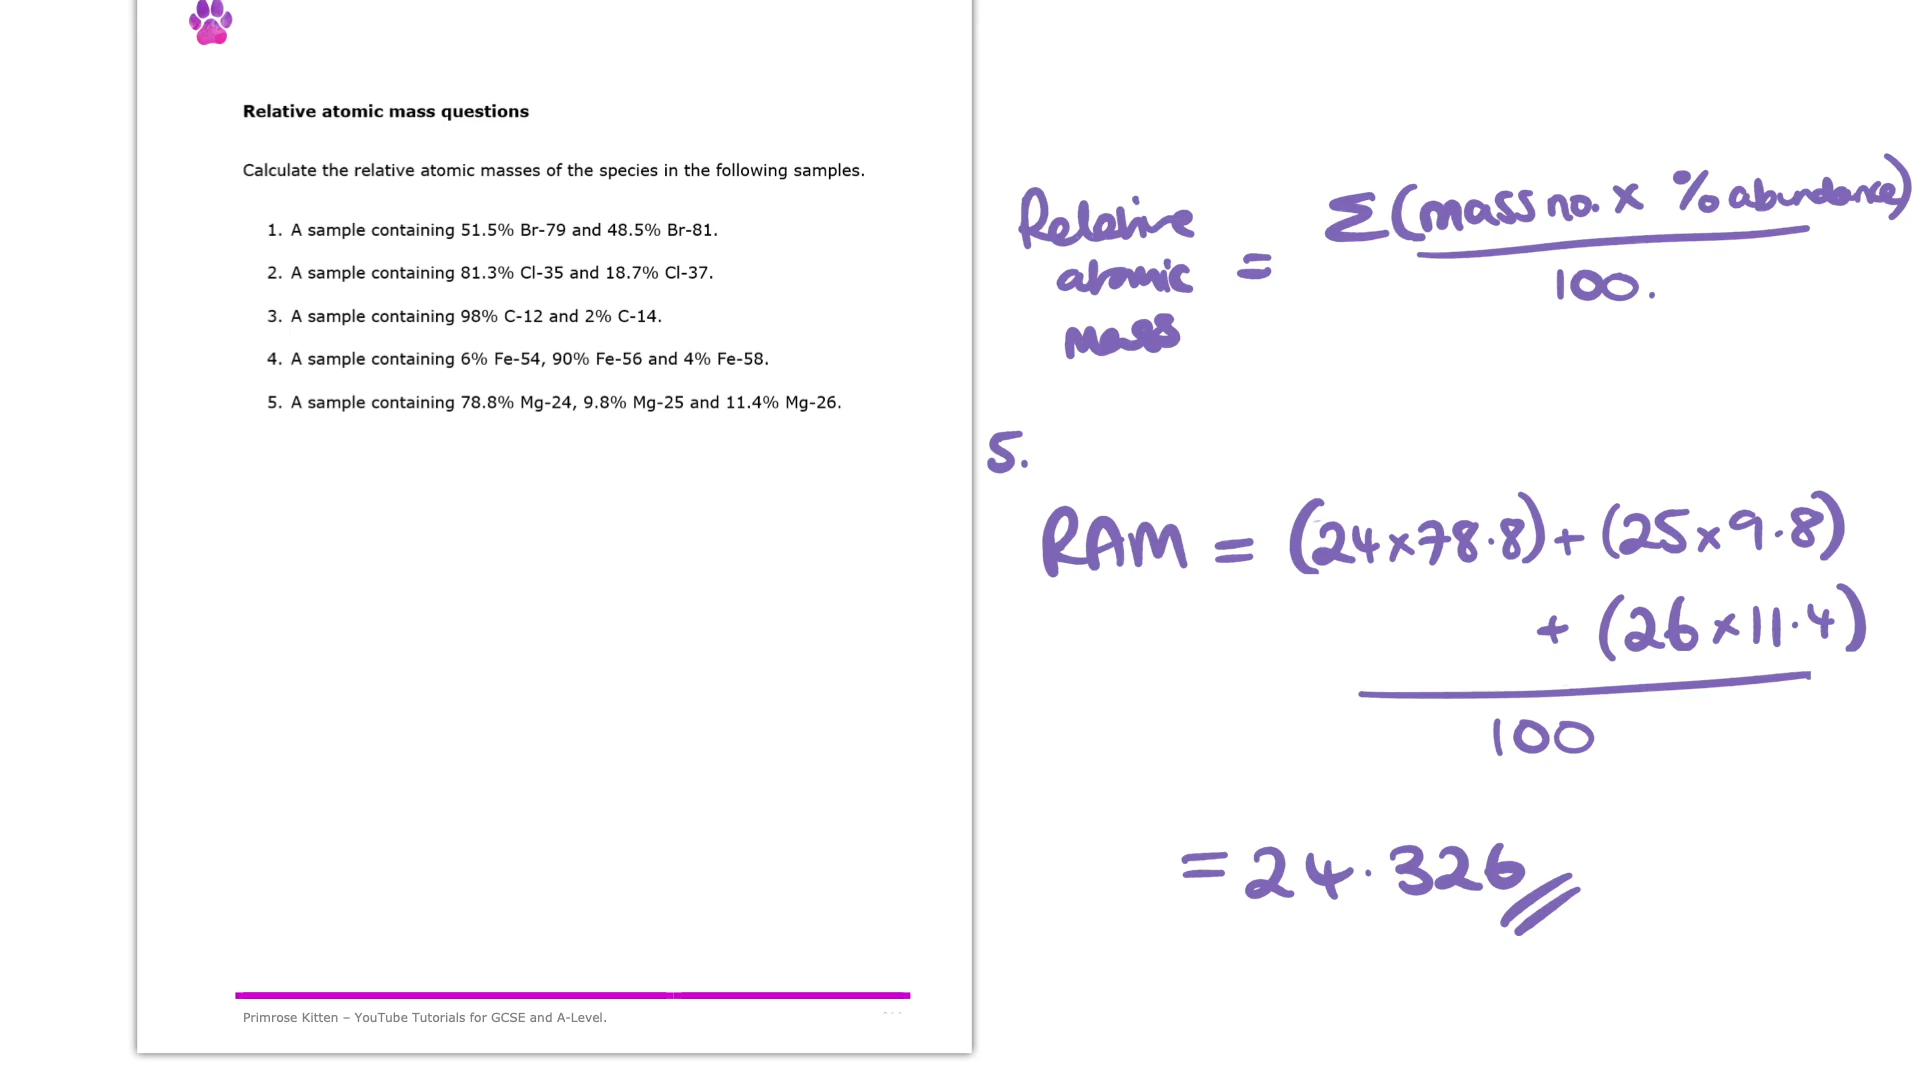 Relative atomic mass questions
Calculate the relative atomic masses of the species in the following samples.
1. A sample containing 51.5% Br-79 and 48.5% Br-81.
2. A sample containing 81.3% Cl-35 and 18.7% Cl-37.
3. A sample containing 98% C-12 and 2% C-14.
4. A sample containing 6% Fe-54, 90% Fe-56 and 4% Fe-58.
5. A sample containing 78.8% Mg-24, 9.8% Mg-25 and 11.4% Mg-26.
Primrose Kitten – YouTube Tutorials for GCSE and A-Level.
Relative
atomic
mass
=
Σ (mass no. x % abundance)
100.
5.
RAM = (24x78.8) + (25x9.8)
+ (26x11.4)
100
= 24.326